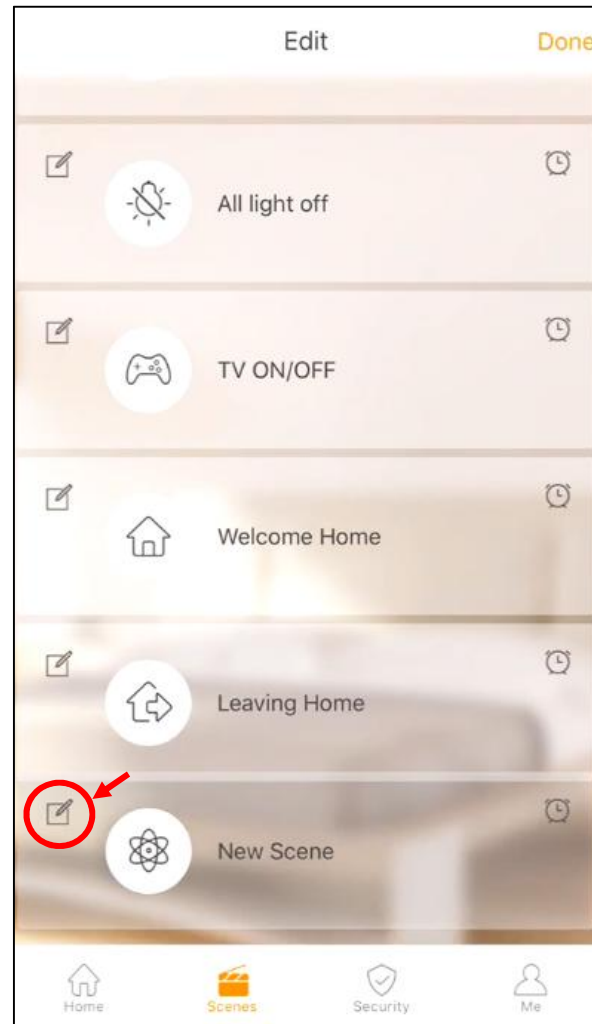 Edit
Done
All light off
TV ON/OFF
Welcome Home
Leaving Home
New Scene
Home
Scenes
Security
Me